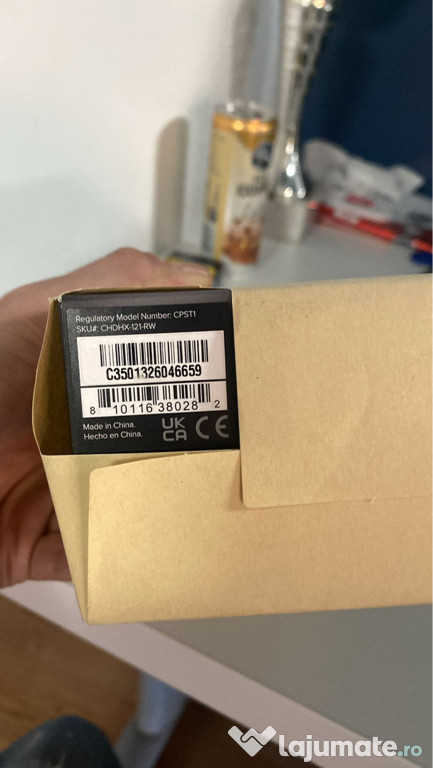 Regulatory Model Number: CPST1
SKU#: CHDHX-121-RW
C3501326046659
8 10116 38028 2
Made in China.
Hecho en China.
UK
CA CE
lajumate.ro